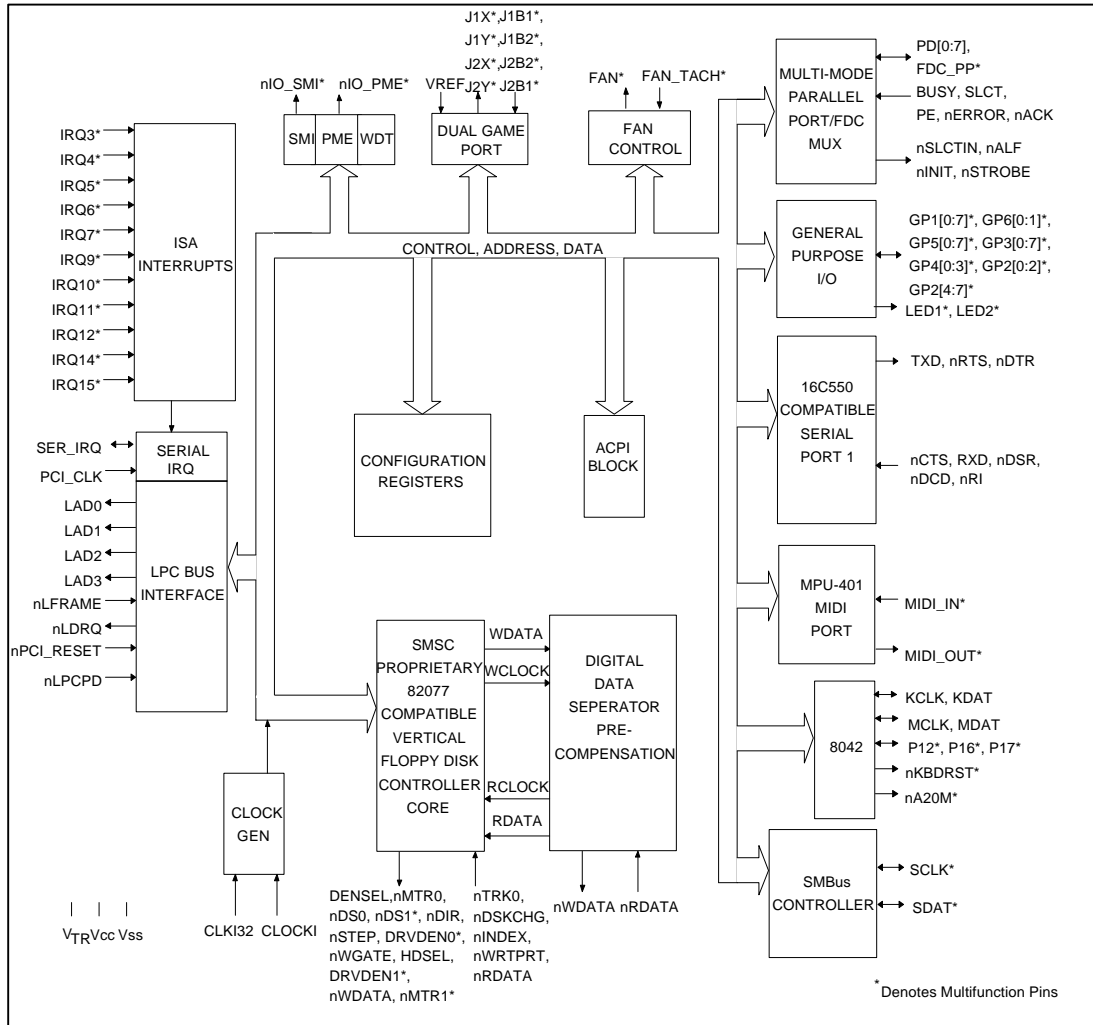 J1X*,J1B1*,
J1Y*,J1B2*,
J2X*,J2B2*,
J2Y*,J2B1*,
VREF
nIO_SMI*
nIO_PME*
FAN*
FAN_TACH*
SMI
PME
WDT
DUAL GAME
PORT
FAN
CONTROL
MULTI-MODE
PARALLEL
PORT/FDC
MUX
PD[0:7],
FDC_PP*
BUSY, SLCT
PE, nERROR, nACK
nSLCTIN, nALF
nINIT, nSTROBE
IRQ3*
IRQ4*
IRQ5*
IRQ6*
IRQ7*
IRQ9*
IRQ10*
IRQ11*
IRQ12*
IRQ14*
IRQ15*
ISA
INTERRUPTS
CONTROL, ADDRESS, DATA
GENERAL
PURPOSE
I/O
GP1[0:7]*, GP6[0:1]*,
GP5[0:7]*, GP3[0:7]*,
GP4[0:3]*, GP2[0:2]*,
GP2[4:7]*
LED1*, LED2*
16C550
COMPATIBLE
SERIAL
PORT 1
TXD, nRTS, nDTR
nCTS, RXD, nDSR,
nDCD, nRI
SER_IRQ
PCI_CLK
SERIAL
IRQ
CONFIGURATION
REGISTERS
ACPI
BLOCK
LAD0
LAD1
LAD2
LAD3
nLFRAME
nLDRQ
nPCI_RESET
nLPCPD
LPC BUS
INTERFACE
MPU-401
MIDI
PORT
MIDI_IN*
MIDI_OUT*
SMSC
PROPRIETARY
82077
COMPATIBLE
VERTICAL
FLOPPY DISK
CONTROLLER
CORE
WDATA
WCLOCK
RCLOCK
RDATA
DIGITAL
DATA
SEPERATOR
PRE-
COMPENSATION
8042
KCLK, KDAT
MCLK, MDAT
P12*, P16*, P17*
nKBDRST*
nA20M*
CLOCK
GEN
CLKI32
CLOCKI
SMBus
CONTROLLER
SCLK*
SDAT*
DENSEL,nMTR0,
nDS0, nDS1*, nDIR,
nSTEP, DRVDEN0*,
nWGATE, HDSEL,
DRVDEN1*,
nWDATA, nMTR1*
nTRK0,
nDSKCHG,
nINDEX,
nWRTPRT,
nRDATA
nWDATA
nRDATA
VTR Vcc Vss
*Denotes Multifunction Pins